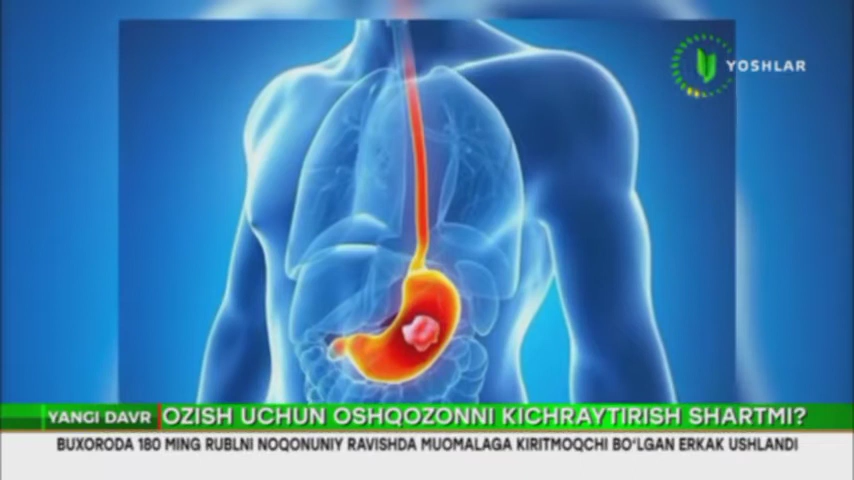 YOSHLAR
YANGI DAVR OZISH UCHUN OSHQOZONNI KICHRAYTIRISH SHARTMI?
BUXORODA 180 MING RUBLNI NOQONUNIY RAVISHDA MUOMALAGA KIRITMOQCHI BO‘LGAN ERKAK USHLANDI